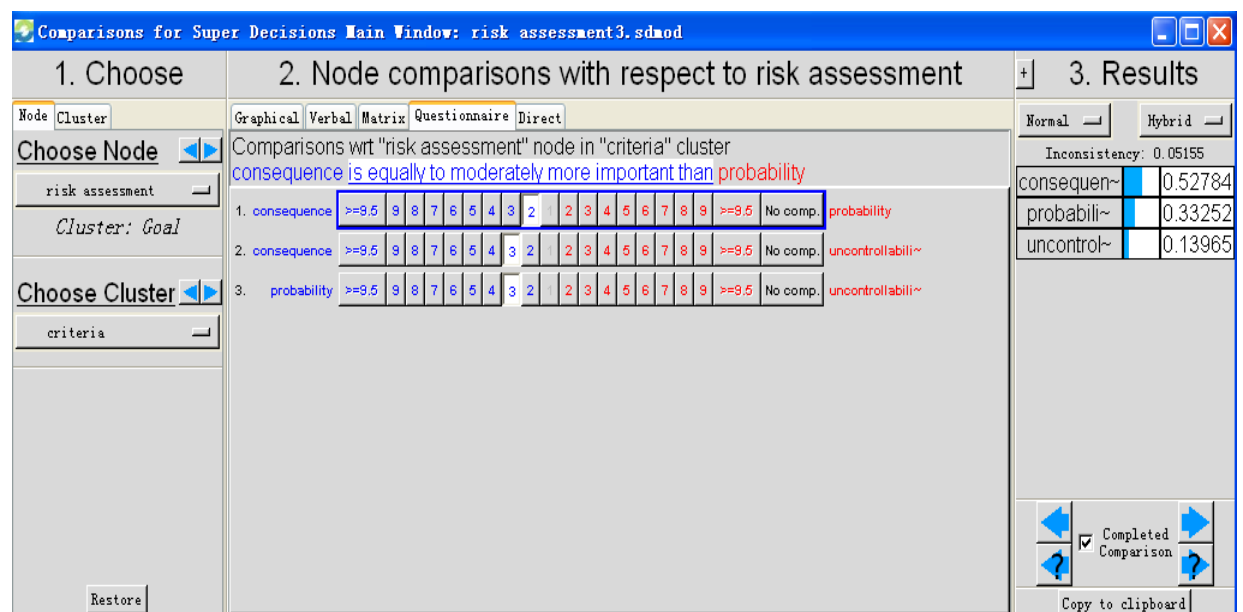 Comparisons for Super Decisions Main Window: risk assessment3.sdmod
1. Choose
2. Node comparisons with respect to risk assessment
+ 3. Results
Node Cluster
Choose Node
risk assessment
Cluster: Goal
Choose Cluster
criteria
Restore
Graphical Verbal Matrix Questionnaire Direct
Comparisons wrt "risk assessment" node in "criteria" cluster
consequence is equally to moderately more important than probability
1. consequence >=9.5 9 8 7 6 5 4 3 2 1 2 3 4 5 6 7 8 9 >=9.5 No comp. probability
2. consequence >=9.5 9 8 7 6 5 4 3 2 1 2 3 4 5 6 7 8 9 >=9.5 No comp. uncontrollabili~
3. probability >=9.5 9 8 7 6 5 4 3 2 1 2 3 4 5 6 7 8 9 >=9.5 No comp. uncontrollabili~
Normal Hybrid
Inconsistency: 0.05155
consequen~ 0.52784
probabili~ 0.33252
uncontrol~ 0.13965
Completed
Comparison
? ?
Copy to clipboard